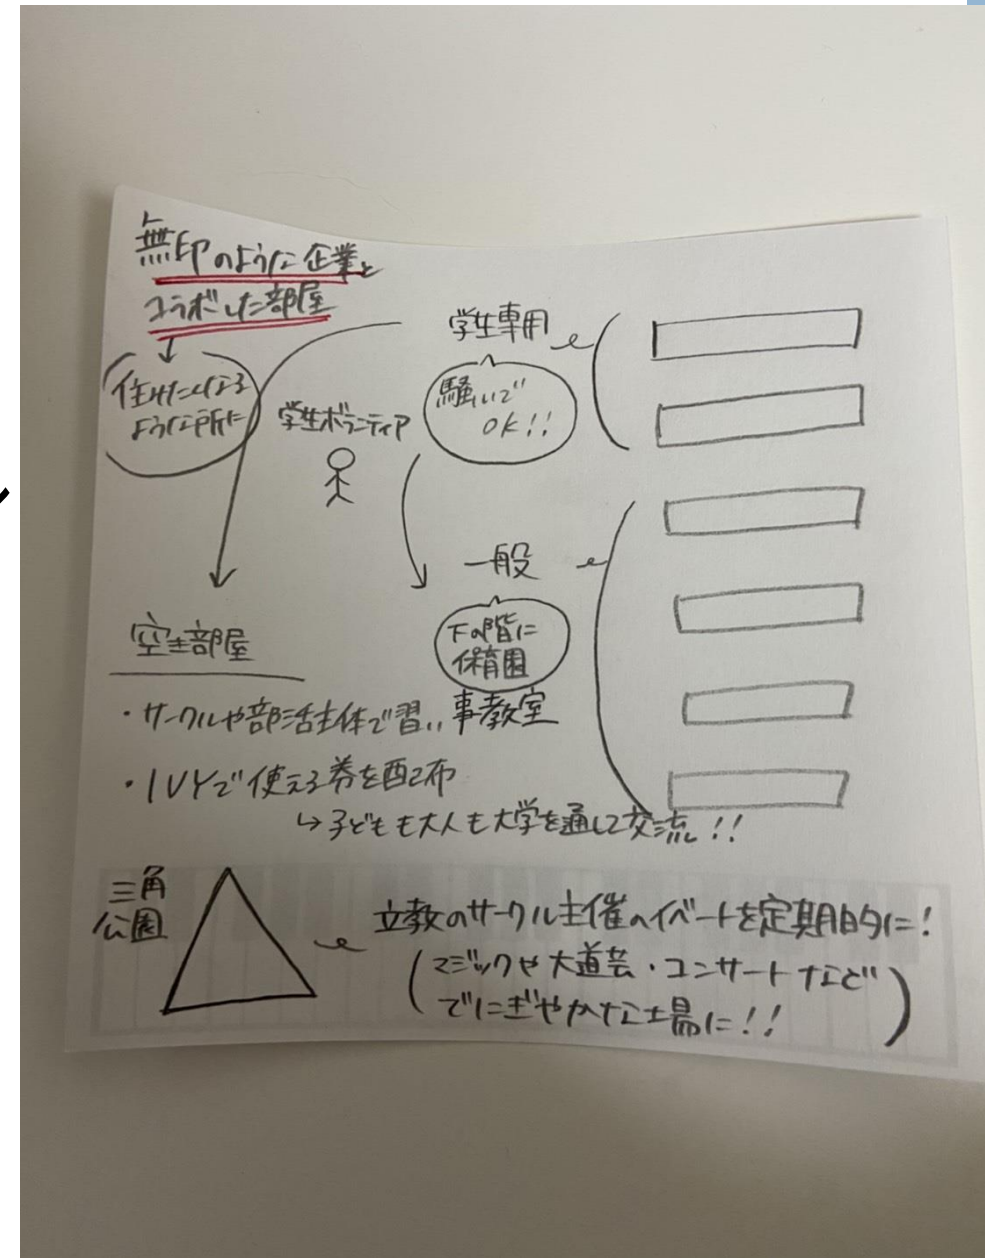 無印のように企業と
コラボした部屋
住みたくなる
ような所に
学生専用
騒いで
OK!!
学生ボランティア
一般
下の階に
保育園
空き部屋
・サークルや部活主体で習い事教室
・IVYで使える券を配布
↳子どもも大人も大学を通して交流!!
三角
公園
立教のサークル主催のイベートを定期的に!
(マジックや大道芸・コンサートなど
でにぎやかな場に!!)